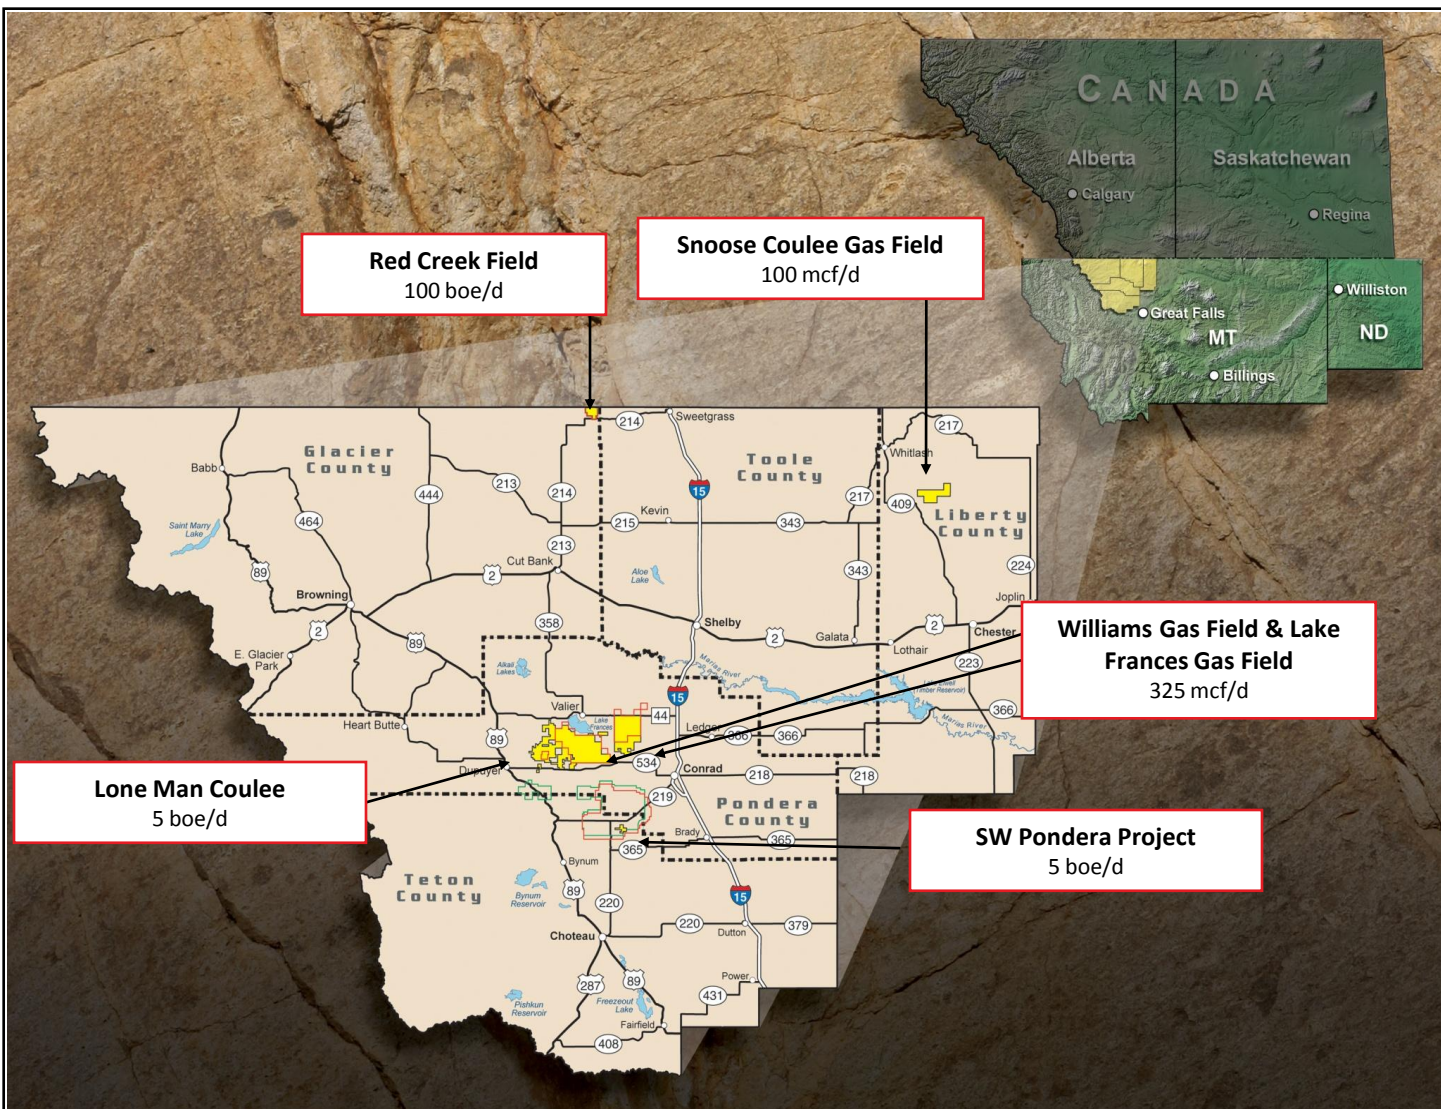 CANADA
Alberta
Saskatchewan
Calgary
Regina
Williston
Great Falls
MT
ND
Billings
Red Creek Field
100 boe/d
Snoose Coulee Gas Field
100 mcf/d
214
Sweetgrass
217
Glacier
County
Toole
County
Whitlash
Babb
444
213
214
15
217
409
Liberty
County
464
215
Kevin
343
Saint Marry
Lake
213
Cut Bank
89
2
Aloe
Lake
343
224
Browning
Joplin
358
Shelby
2
Galata
2
Chester
Lothair
Williams Gas Field & Lake
Frances Gas Field
325 mcf/d
2
89
E. Glacier
Park
Alkali
Lakes
Marias River
223
(Timber Reservoir)
15
Valier
44
366
Heart Butte
Lake
Frances
Ledger
366
366
Marias River
89
534
Dupuyer
Conrad
218
218
Lone Man Coulee
5 boe/d
219
Pondera
County
Brady
365
SW Pondera Project
5 boe/d
365
Bynum
Teton
County
Bynum
Reservoir
89
220
15
220
379
Choteau
Dutton
287
89
Power
431
Pishkun
Reservoir
Freezeout
Lake
Fairfield
408